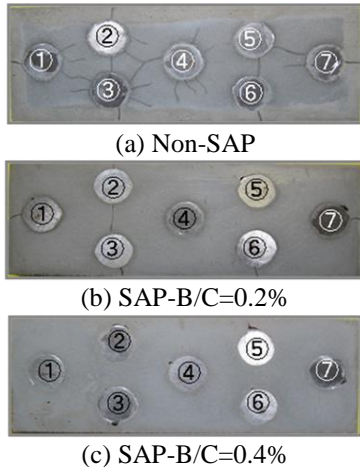 ① ② ③ ④ ⑤ ⑥ ⑦
(a) Non-SAP
① ② ③ ④ ⑤ ⑥ ⑦
(b) SAP-B/C=0.2%
① ② ③ ④ ⑤ ⑥ ⑦
(c) SAP-B/C=0.4%